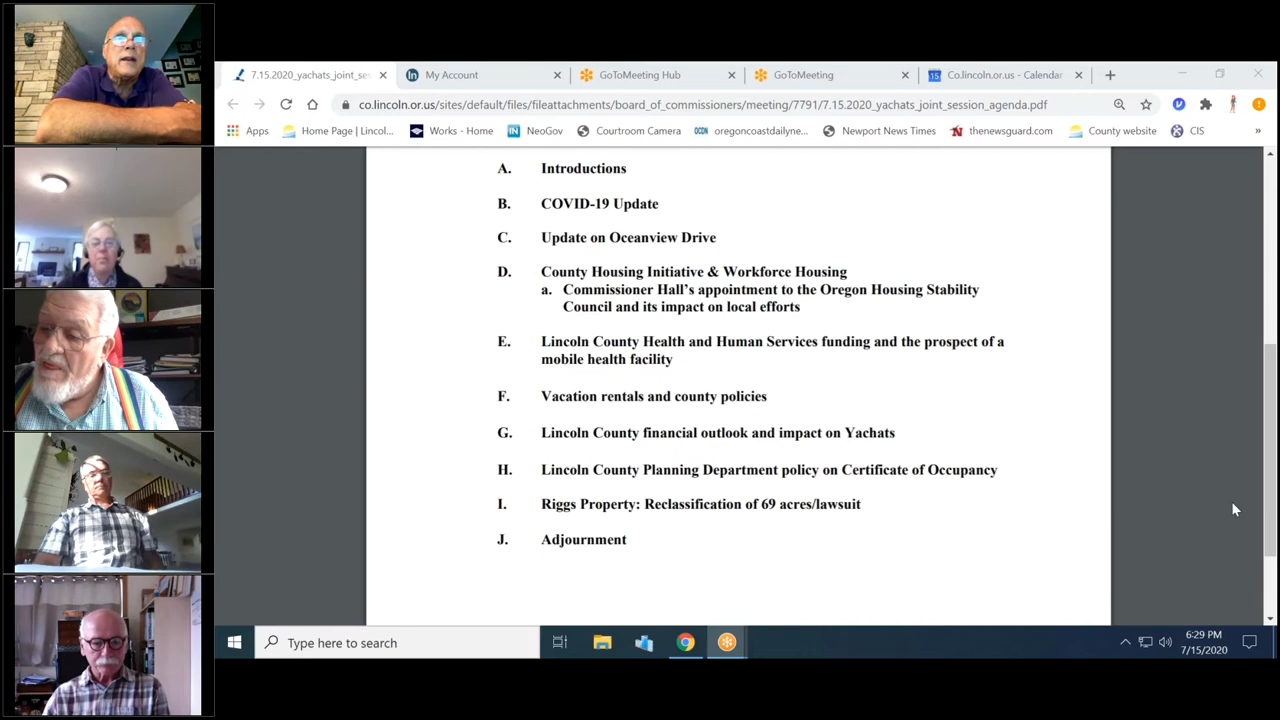 7.15.2020_yachats_joint_ses
My Account
GoToMeeting Hub
GoToMeeting
Co.lincoln.or.us - Calendar
co.lincoln.or.us/sites/default/files/fileattachments/board_of_commissioners/meeting/7791/7.15.2020_yachats_joint_session_agenda.pdf
Apps
Home Page | Lincol...
Works - Home
NeoGov
Courtroom Camera
oregoncoastdailyne...
Newport News Times
thenewsguard.com
County website
CIS
»
A. Introductions
B. COVID-19 Update
C. Update on Oceanview Drive
D. County Housing Initiative & Workforce Housing
a. Commissioner Hall's appointment to the Oregon Housing Stability
Council and its impact on local efforts
E. Lincoln County Health and Human Services funding and the prospect of a
mobile health facility
F. Vacation rentals and county policies
G. Lincoln County financial outlook and impact on Yachats
H. Lincoln County Planning Department policy on Certificate of Occupancy
I. Riggs Property: Reclassification of 69 acres/lawsuit
J. Adjournment
Type here to search
6:29 PM
7/15/2020